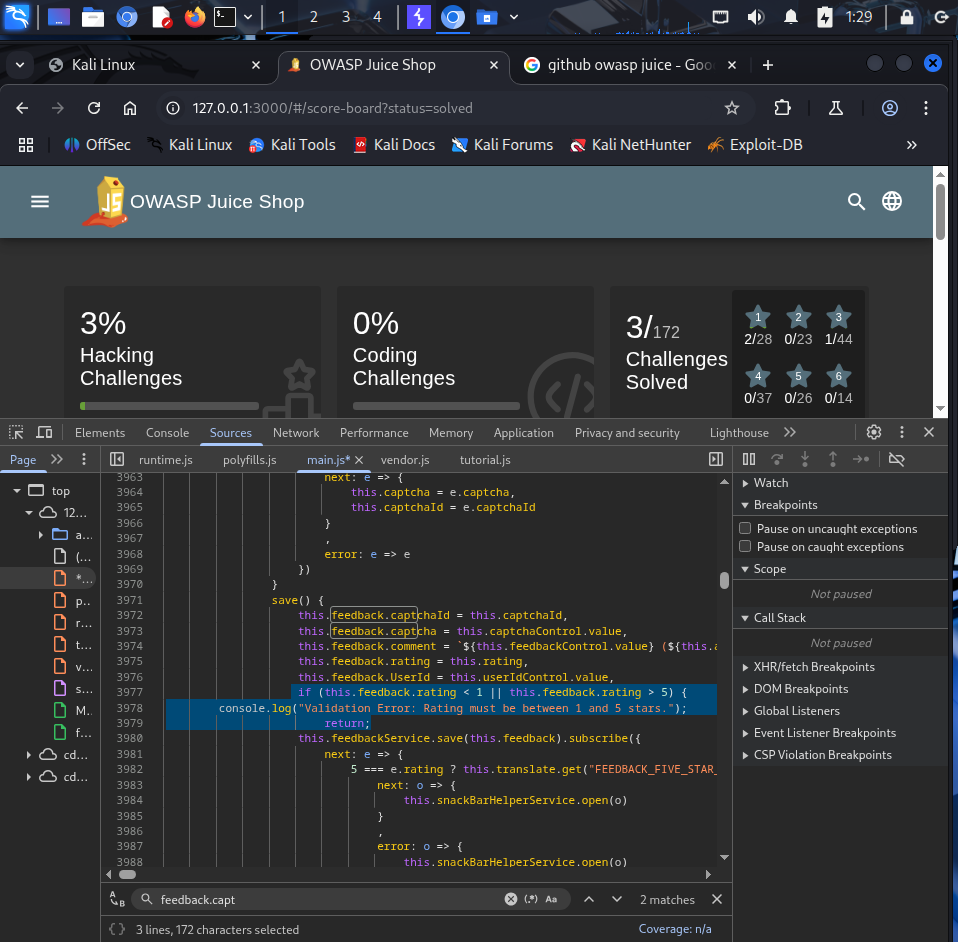 1 2 3 4 1:29
Kali Linux OWASP Juice Shop github owasp juice - Goo
127.0.0.1:3000/#/score-board?status=solved
OffSec Kali Linux Kali Tools Kali Docs Kali Forums Kali NetHunter Exploit-DB
OWASP Juice Shop
3%
Hacking
Challenges
0%
Coding
Challenges
3/172
Challenges
Solved
1 2 3
2/28 0/23 1/44
4 5 6
0/37 0/26 0/14
Elements Console Sources Network Performance Memory Application Privacy and security Lighthouse
Page runtime.js polyfills.js main.js* vendor.js tutorial.js
top
12...
a...
(...
*...
p..
r...
t...
v...
s...
M..
f...
cd...
cd...
3963 next: e => {
3964 this.captcha = e.captcha,
3965 this.captchaId = e.captchaId
3966 }
3967 ,
3968 error: e => e
3969 })
3970 }
3971 save() {
3972 this.feedback.captchaId = this.captchaId,
3973 this.feedback.captcha = this.captchaControl.value,
3974 this.feedback.comment = `${this.feedbackControl.value} (${this.a
3975 this.feedback.rating = this.rating,
3976 this.feedback.UserId = this.userIdControl.value,
3977 if (this.feedback.rating < 1 || this.feedback.rating > 5) {
3978 console.log("Validation Error: Rating must be between 1 and 5 stars.");
3979 return;
3980 this.feedbackService.save(this.feedback).subscribe({
3981 next: e => {
3982 5 === e.rating ? this.translate.get("FEEDBACK_FIVE_STAR_
3983 next: o => {
3984 this.snackBarHelperService.open(o)
3985 }
3986 ,
3987 error: o => {
3988 this.snackBarHelperService.open(o)
Watch
Breakpoints
Pause on uncaught exceptions
Pause on caught exceptions
Scope
Not paused
Call Stack
Not paused
XHR/fetch Breakpoints
DOM Breakpoints
Global Listeners
Event Listener Breakpoints
CSP Violation Breakpoints
feedback.capt (.*) Aa 2 matches
{} 3 lines, 172 characters selected Coverage: n/a